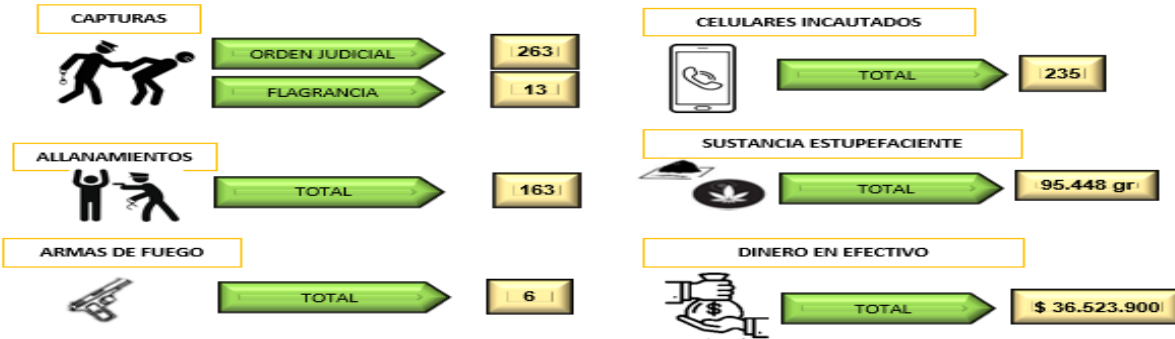 CAPTURAS
ORDEN JUDICIAL
263
FLAGRANCIA
13
ALLANAMIENTOS
TOTAL
163
ARMAS DE FUEGO
TOTAL
6
CELULARES INCAUTADOS
TOTAL
235
SUSTANCIA ESTUPEFACIENTE
TOTAL
95.448 gr
DINERO EN EFECTIVO
$
TOTAL
$ 36.523.900